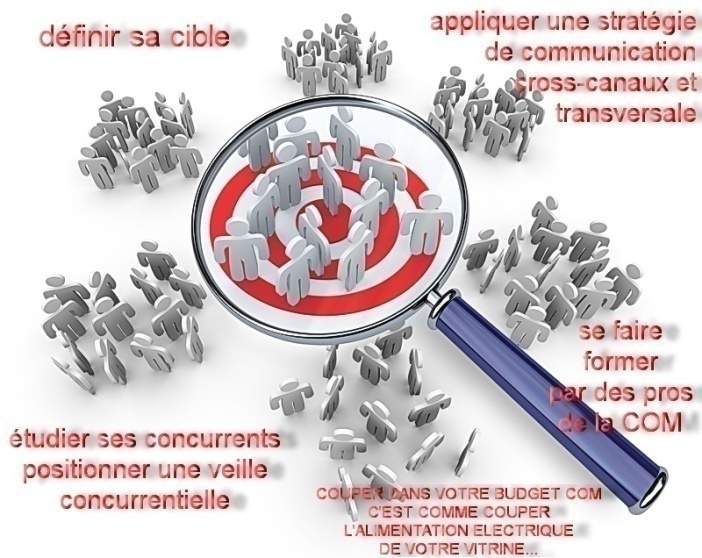 définir sa cible
appliquer une stratégie
de communication
cross-canaux et
transversale
se faire
former
par des pros
de la COM
étudier ses concurrents
positionner une veille
concurrentielle
COUPER DANS VOTRE BUDGET COM
C'EST COMME COUPER
L'ALIMENTATION ELECTRIQUE
DE VOTRE VITRINE...